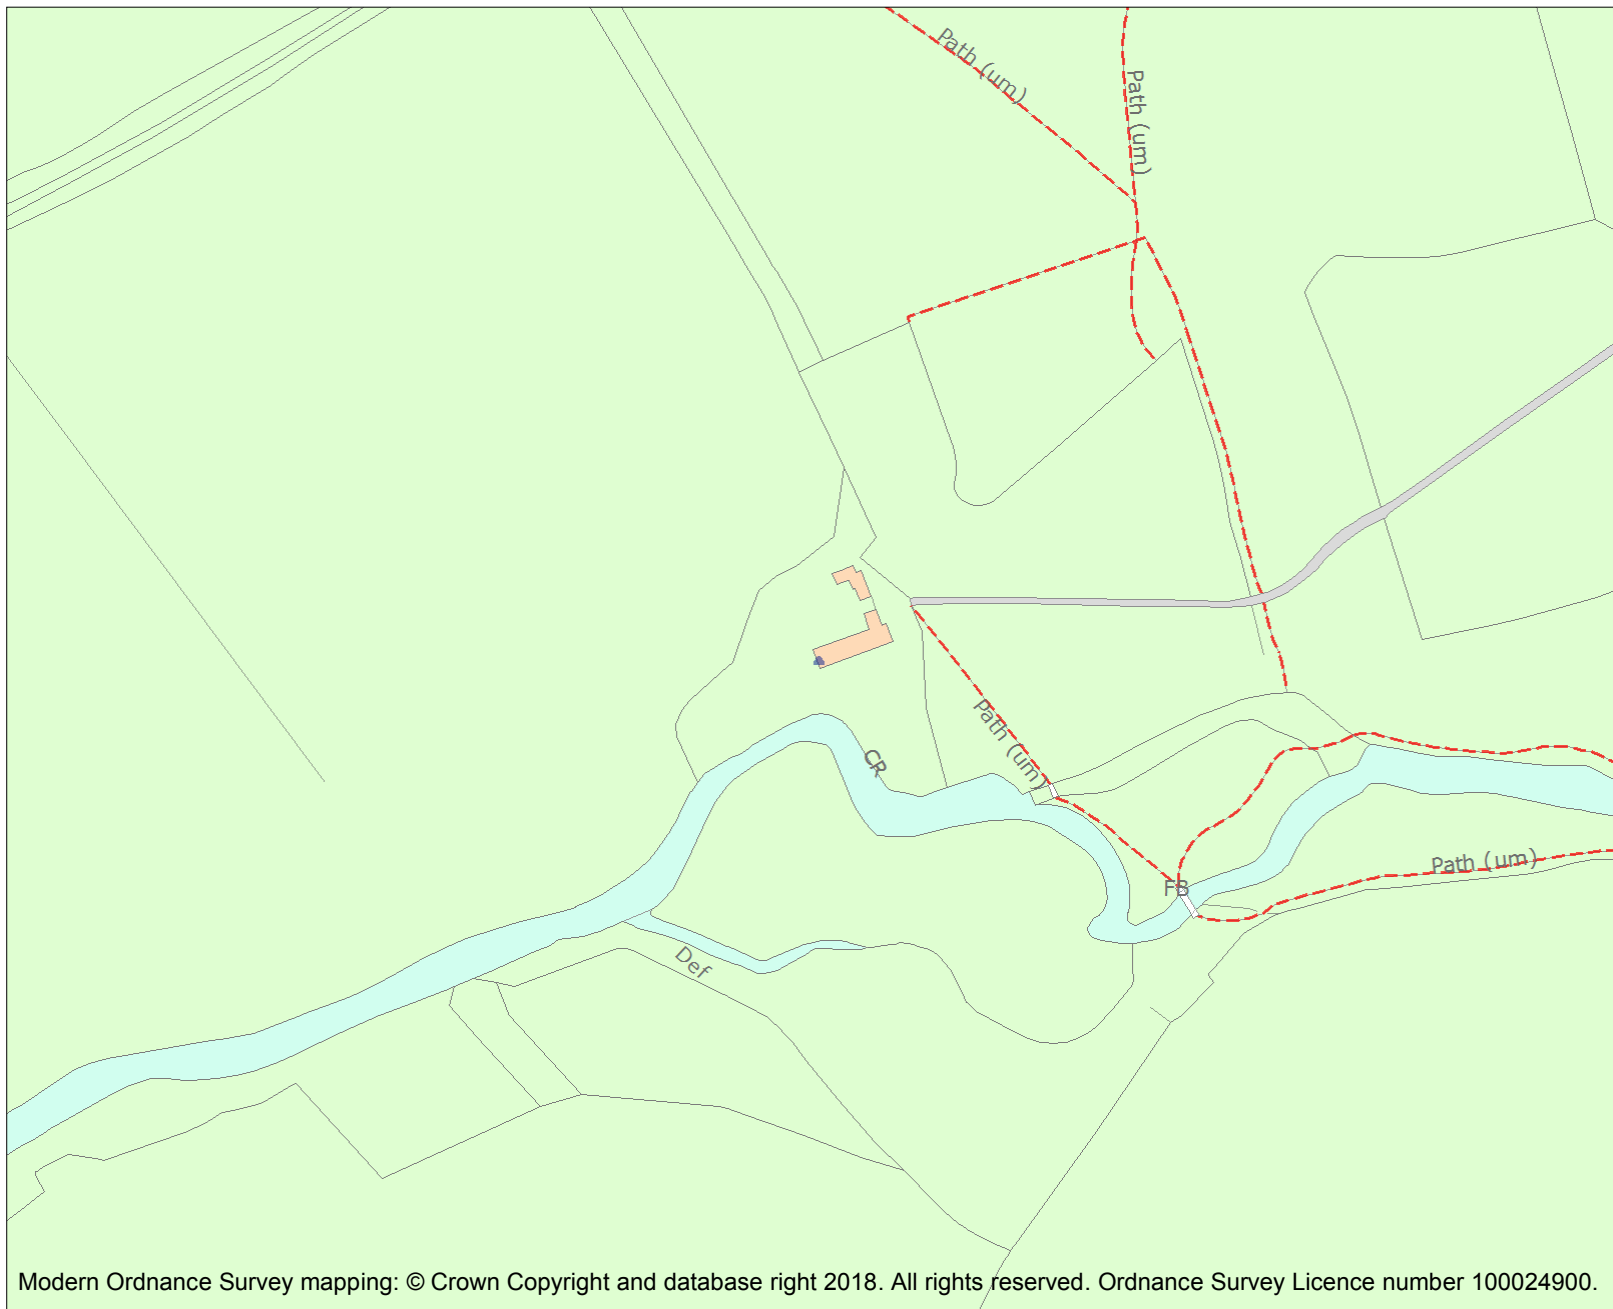 Path (um)
Path (um)
Path (um)
CR
Path (um)
FB
Def
Modern Ordnance Survey mapping: © Crown Copyright and database right 2018. All rights reserved. Ordnance Survey Licence number 100024900.